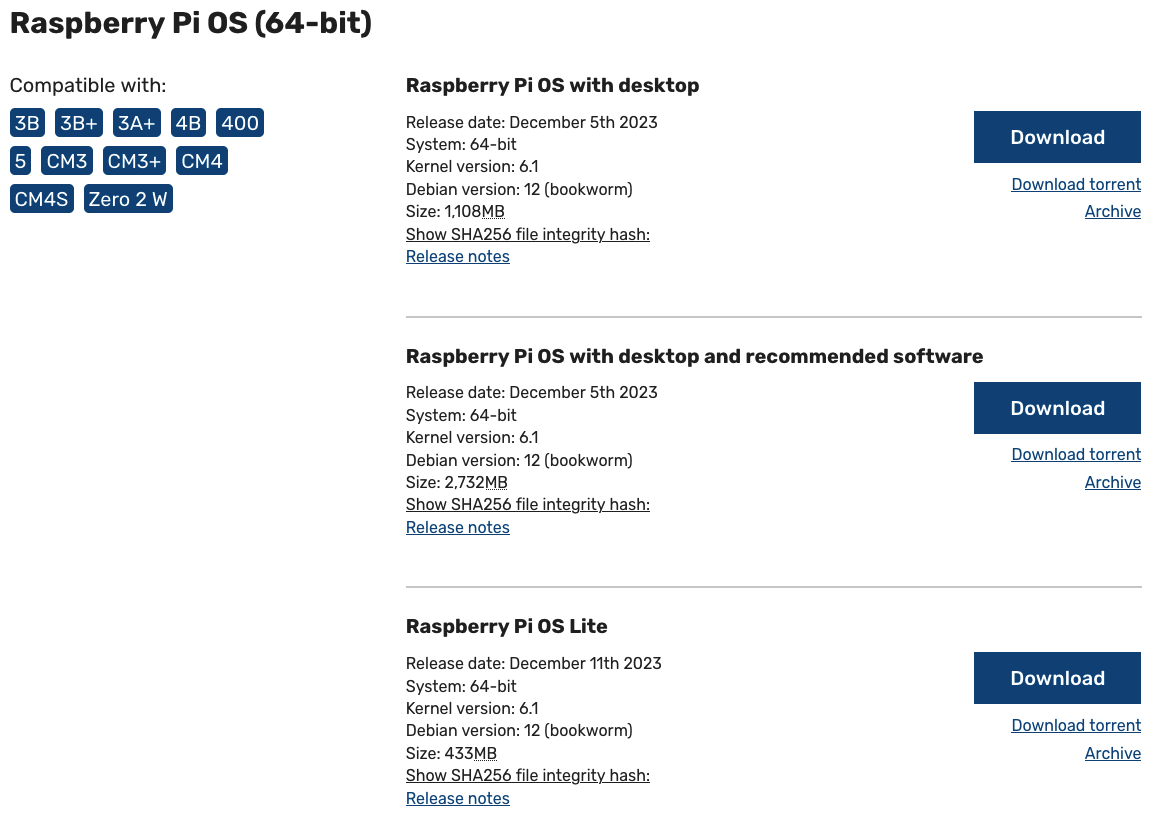 Raspberry Pi OS (64-bit)
Compatible with:
3B 3B+ 3A+ 4B 400
5 CM3 CM3+ CM4
CM4S Zero 2 W
Raspberry Pi OS with desktop
Release date: December 5th 2023
System: 64-bit
Kernel version: 6.1
Debian version: 12 (bookworm)
Size: 1,108MB
Show SHA256 file integrity hash:
Release notes
Download
Download torrent
Archive
Raspberry Pi OS with desktop and recommended software
Release date: December 5th 2023
System: 64-bit
Kernel version: 6.1
Debian version: 12 (bookworm)
Size: 2,732MB
Show SHA256 file integrity hash:
Release notes
Download
Download torrent
Archive
Raspberry Pi OS Lite
Release date: December 11th 2023
System: 64-bit
Kernel version: 6.1
Debian version: 12 (bookworm)
Size: 433MB
Show SHA256 file integrity hash:
Release notes
Download
Download torrent
Archive